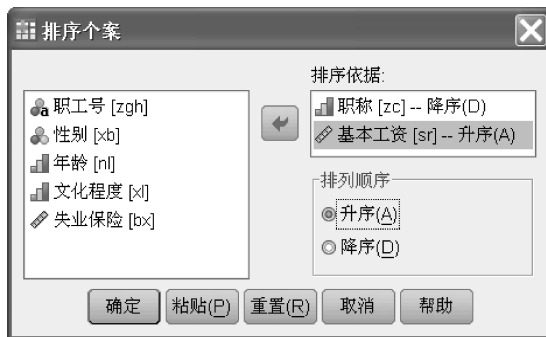 排序个案
排序依据:
职工号 [zgh]
性别 [xb]
年龄 [nl]
文化程度 [xl]
失业保险 [bx]
职称 [zc] -- 降序(D)
基本工资 [sr] -- 升序(A)
排列顺序
升序(A)
降序(D)
确定 粘贴(P) 重置(R) 取消 帮助